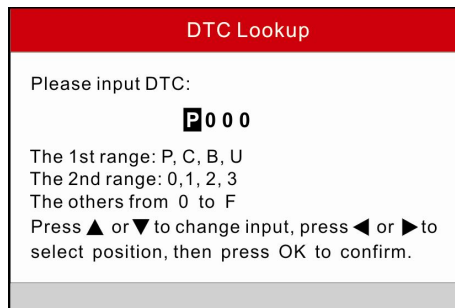 DTC Lookup
Please input DTC:
P000
The 1st range: P, C, B, U
The 2nd range: 0,1, 2, 3
The others from 0 to F
Press ▲ or ▼ to change input, press ◀ or ▶ to
select position, then press OK to confirm.